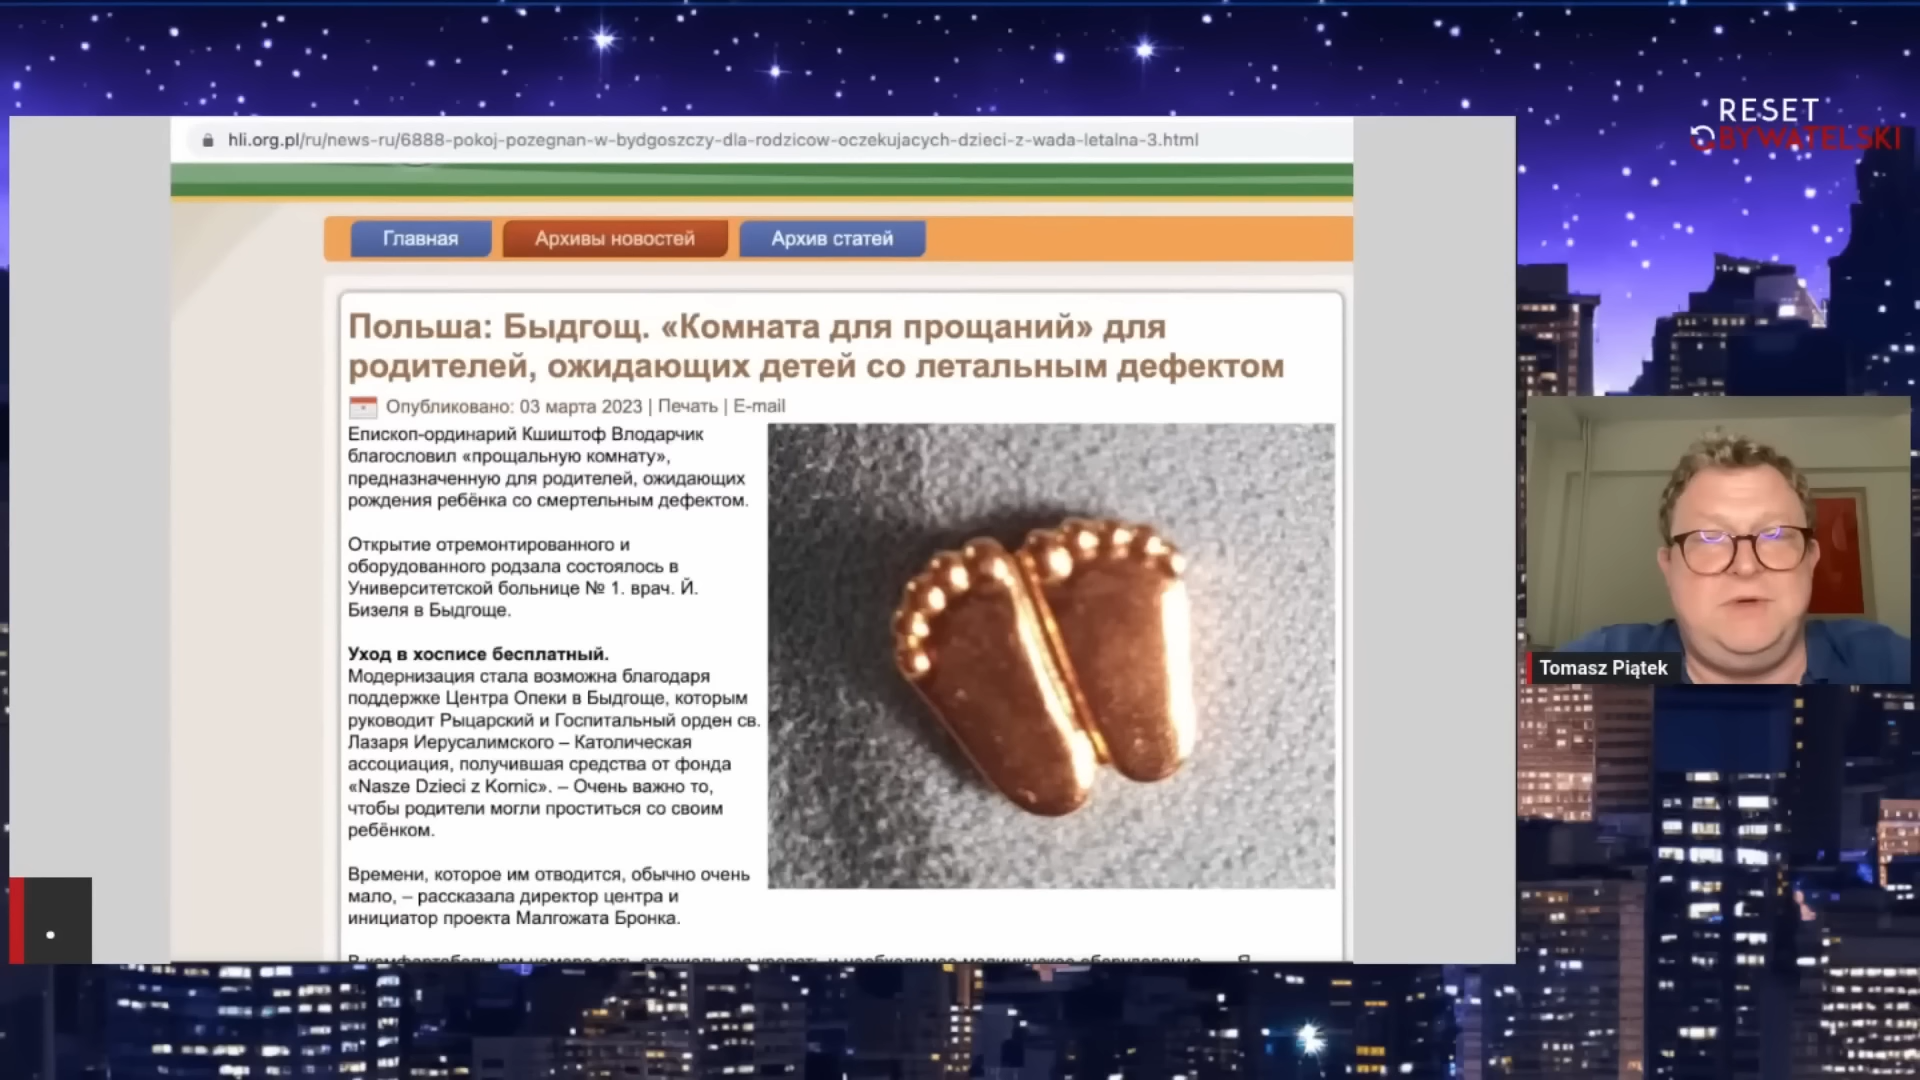 hli.org.pl/ru/news-ru/6888-pokoj-pozegnan-w-bydgoszczy-dla-rodzicow-oczekujacych-dzieci-z-wada-letalna-3.html
RESET
OBYWATELSKI
Главная
Архивы новостей
Архив статей
Польша: Быдгощ. «Комната для прощаний» для
родителей, ожидающих детей со летальным дефектом
Опубликовано: 03 марта 2023 | Печать | E-mail
Епископ-ординарий Кшиштоф Влодарчик
благословил «прощальную комнату»,
предназначенную для родителей, ожидающих
рождения ребёнка со смертельным дефектом.
Открытие отремонтированного и
оборудованного родзала состоялось в
Университетской больнице № 1. врач. Й.
Бизеля в Быдгоще.
Уход в хосписе бесплатный.
Модернизация стала возможна благодаря
поддержке Центра Опеки в Быдгоще, которым
руководит Рыцарский и Госпитальный орден св.
Лазаря Иерусалимского – Католическая
ассоциация, получившая средства от фонда
«Nasze Dzieci z Kornic». – Очень важно то,
чтобы родители могли проститься со своим
ребёнком.
Времени, которое им отводится, обычно очень
мало, – рассказала директор центра и
инициатор проекта Малгожата Бронка.
Tomasz Piątek